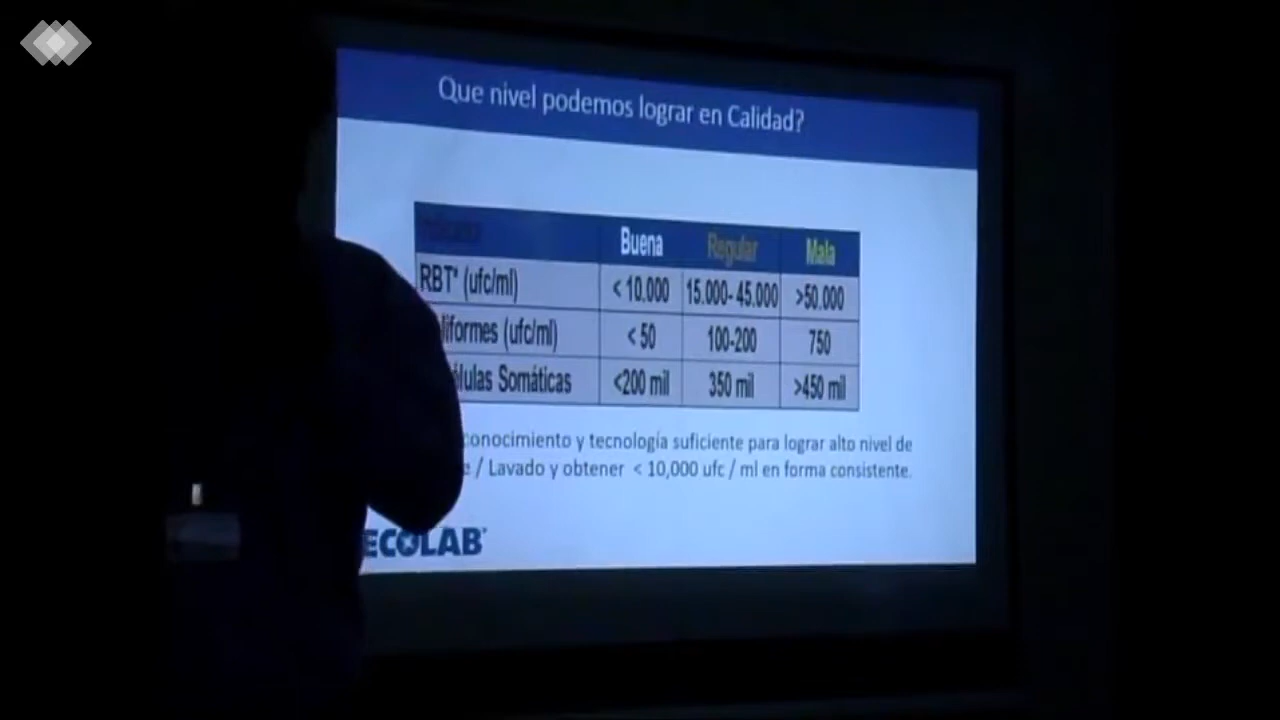 Que nivel podemos lograr en Calidad?
Buena Regular Mala
RBT* (ufc/ml) < 10.000 15.000- 45.000 >50.000
liformes (ufc/ml) < 50 100-200 750
élulas Somáticas <200 mil 350 mil >450 mil
conocimiento y tecnología suficiente para lograr alto nivel de
e / Lavado y obtener < 10,000 ufc / ml en forma consistente.
ECOLAB